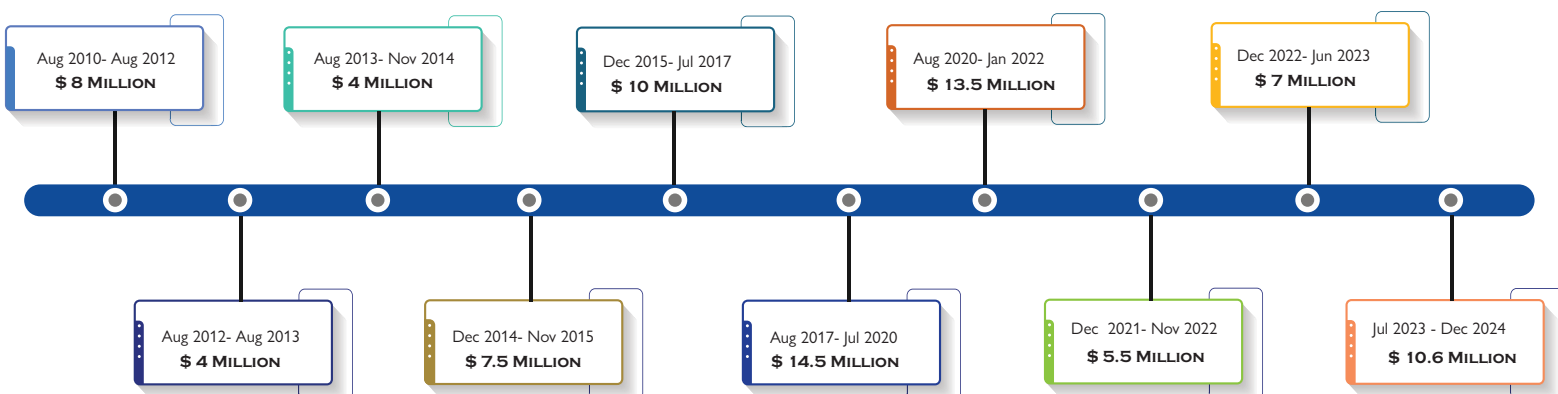 Aug 2010- Aug 2012
$ 8 Million
Aug 2012- Aug 2013
$ 4 Million
Aug 2013- Nov 2014
$ 4 Million
Dec 2014- Nov 2015
$ 7.5 Million
Dec 2015- Jul 2017
$ 10 Million
Aug 2017- Jul 2020
$ 14.5 Million
Aug 2020- Jan 2022
$ 13.5 Million
Dec  2021- Nov 2022
$ 5.5 Million
Dec 2022- Jun 2023
$ 7 Million
Jul 2023 - Dec 2024
$ 10.6 Million